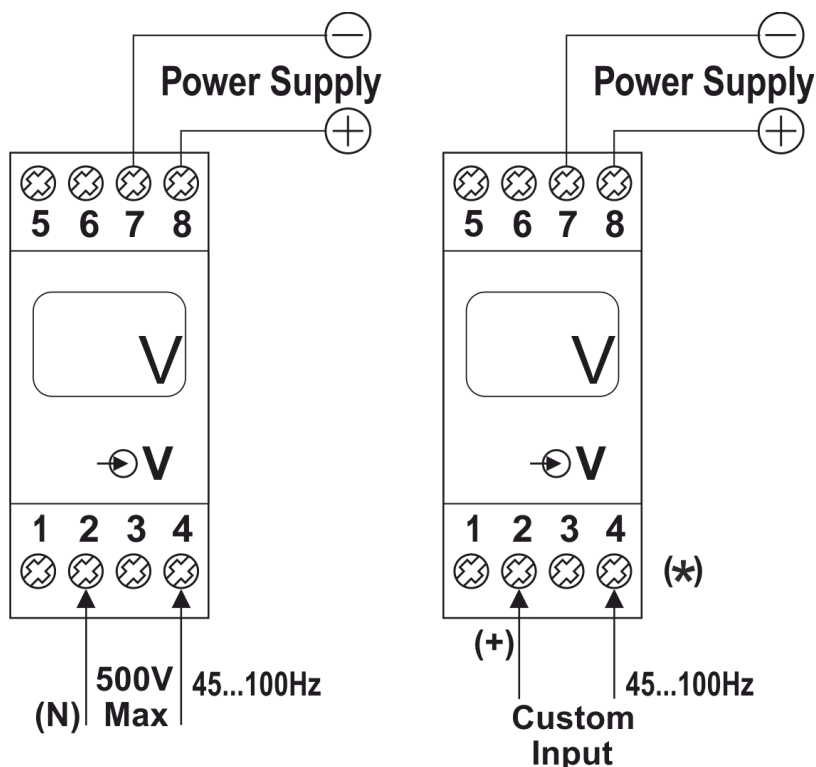 Power Supply
5 6 7 8
V
V
1 2 3 4
(N)
500V
Max
45...100Hz
Power Supply
5 6 7 8
V
V
1 2 3 4
(*)
(+)
45...100Hz
Custom
Input